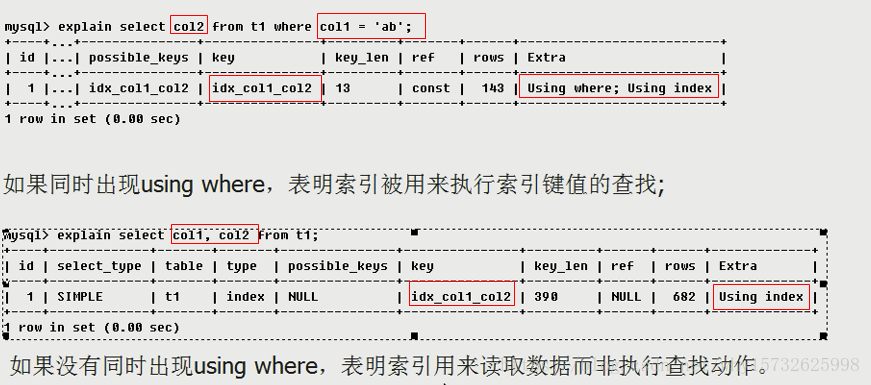 mysql> explain select col2 from t1 where col1 = 'ab';
+----+...+---------------+---------------+---------+-------+------+--------------------------+
| id |...| possible_keys | key | key_len | ref | rows | Extra |
+----+...+---------------+---------------+---------+-------+------+--------------------------+
| 1 |...| idx_col1_col2 | idx_col1_col2 | 13 | const | 143 | Using where; Using index |
+----+...+---------------+---------------+---------+-------+------+--------------------------+
1 row in set (0.00 sec)
如果同时出现using where，表明索引被用来执行索引键值的查找;
mysql> explain select col1, col2 from t1;
+----+-------------+-------+-------+---------------+---------------+---------+------+------+-------------+
| id | select_type | table | type | possible_keys | key | key_len | ref | rows | Extra |
+----+-------------+-------+-------+---------------+---------------+---------+------+------+-------------+
| 1 | SIMPLE | t1 | index | NULL | idx_col1_col2 | 390 | NULL | 682 | Using index |
+----+-------------+-------+-------+---------------+---------------+---------+------+------+-------------+
1 row in set (0.00 sec)
如果没有同时出现using where，表明索引用来读取数据而非执行查找动作。